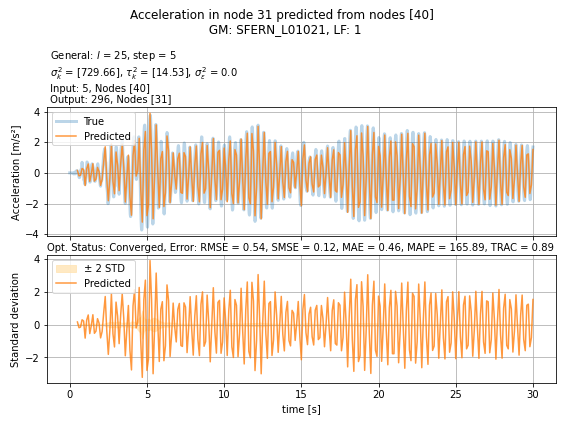 Acceleration in node 31 predicted from nodes [40]
GM: SFERN_L01021, LF: 1
General: l = 25, step = 5
σ_k² = [729.66], τ_k² = [14.53], σ_ε² = 0.0
Input: 5, Nodes [40]
Output: 296, Nodes [31]
4
2
0
−2
−4
Acceleration [m/s²]
True
Predicted
Opt. Status: Converged, Error: RMSE = 0.54, SMSE = 0.12, MAE = 0.46, MAPE = 165.89, TRAC = 0.89
4
2
0
−2
Standard deviation
± 2 STD
Predicted
0 5 10 15 20 25 30
time [s]